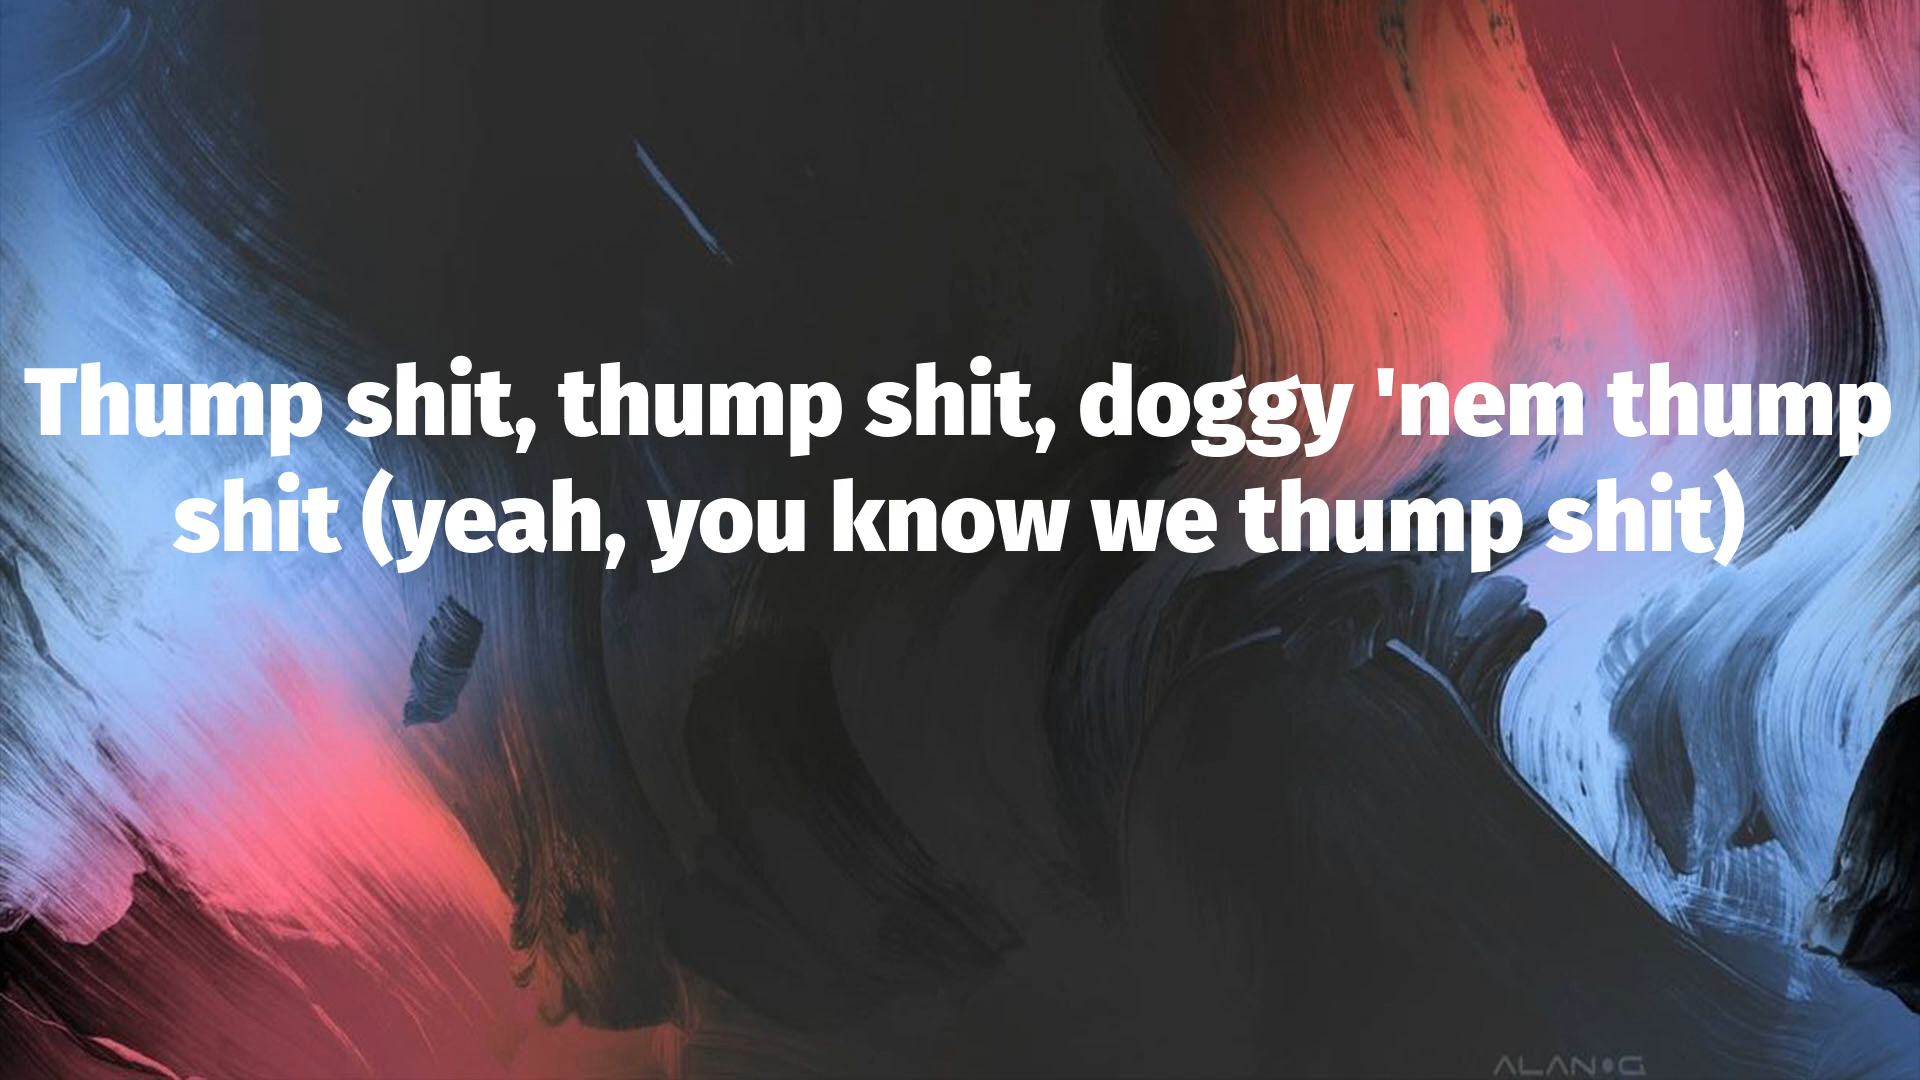 Thump shit, thump shit, doggy 'nem thump
shit (yeah, you know we thump shit)
ALAN•G